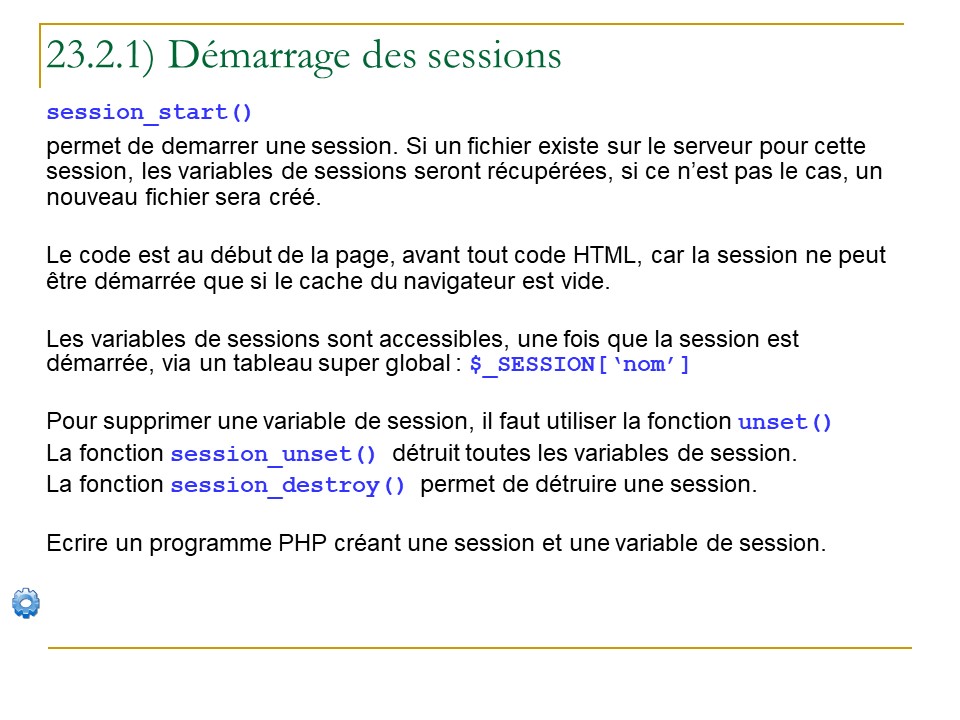 23.2.1) Démarrage des sessions
session_start()
permet de demarrer une session. Si un fichier existe sur le serveur pour cette
session, les variables de sessions seront récupérées, si ce n’est pas le cas, un
nouveau fichier sera créé.
Le code est au début de la page, avant tout code HTML, car la session ne peut
être démarrée que si le cache du navigateur est vide.
Les variables de sessions sont accessibles, une fois que la session est
démarrée, via un tableau super global : $_SESSION[‘nom’]
Pour supprimer une variable de session, il faut utiliser la fonction unset()
La fonction session_unset() détruit toutes les variables de session.
La fonction session_destroy() permet de détruire une session.
Ecrire un programme PHP créant une session et une variable de session.